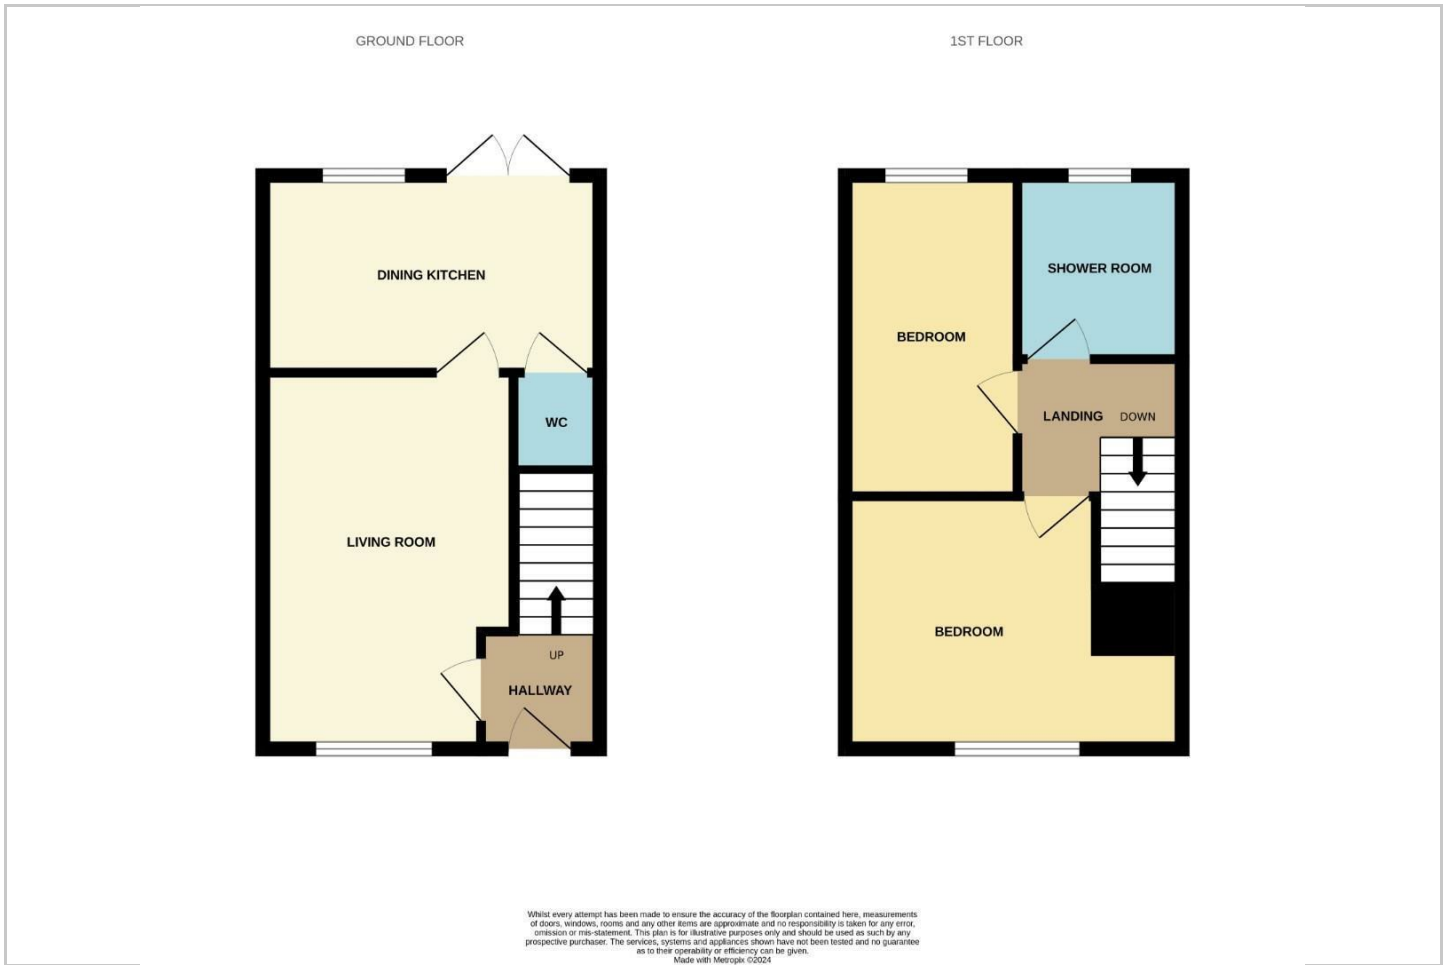 GROUND FLOOR
DINING KITCHEN
WC
LIVING ROOM
UP
HALLWAY
1ST FLOOR
SHOWER ROOM
BEDROOM
LANDING
DOWN
BEDROOM
Whilst every attempt has been made to ensure the accuracy of the floorplan contained here, measurements
of doors, windows, rooms and any other items are approximate and no responsibility is taken for any error,
omission or mis-statement. This plan is for illustrative purposes only and should be used as such by any
prospective purchaser. The services, systems and appliances shown have not been tested and no guarantee
as to their operability or efficiency can be given.
Made with Metropix ©2024